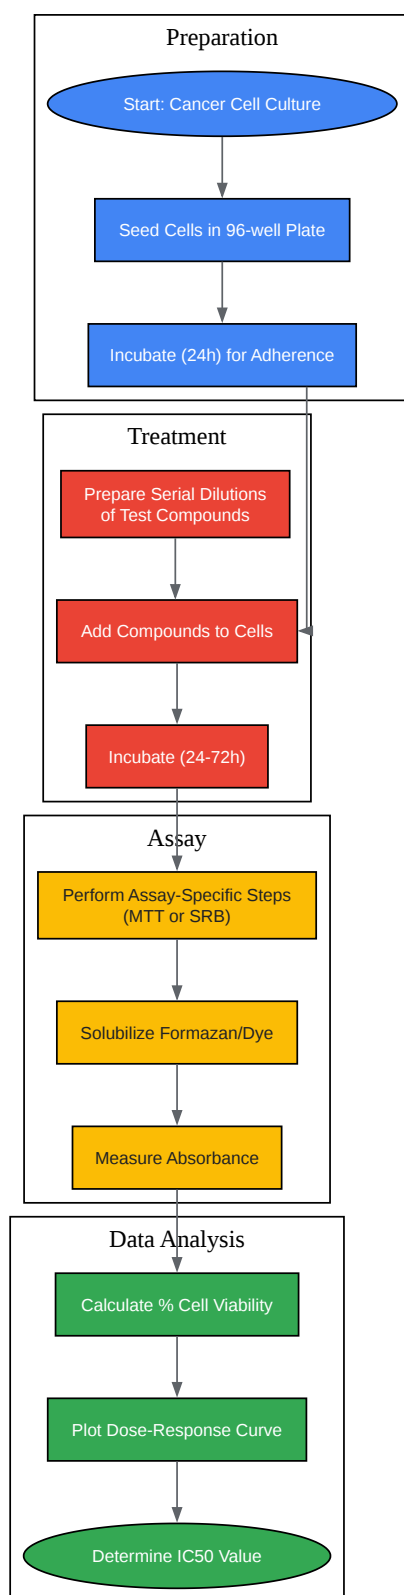 Preparation
Start: Cancer Cell Culture
Seed Cells in 96-well Plate
Incubate (24h) for Adherence
Treatment
Prepare Serial Dilutions
of Test Compounds
Add Compounds to Cells
Incubate (24-72h)
Assay
Perform Assay-Specific Steps
(MTT or SRB)
Solubilize Formazan/Dye
Measure Absorbance
Data Analysis
Calculate % Cell Viability
Plot Dose-Response Curve
Determine IC50 Value